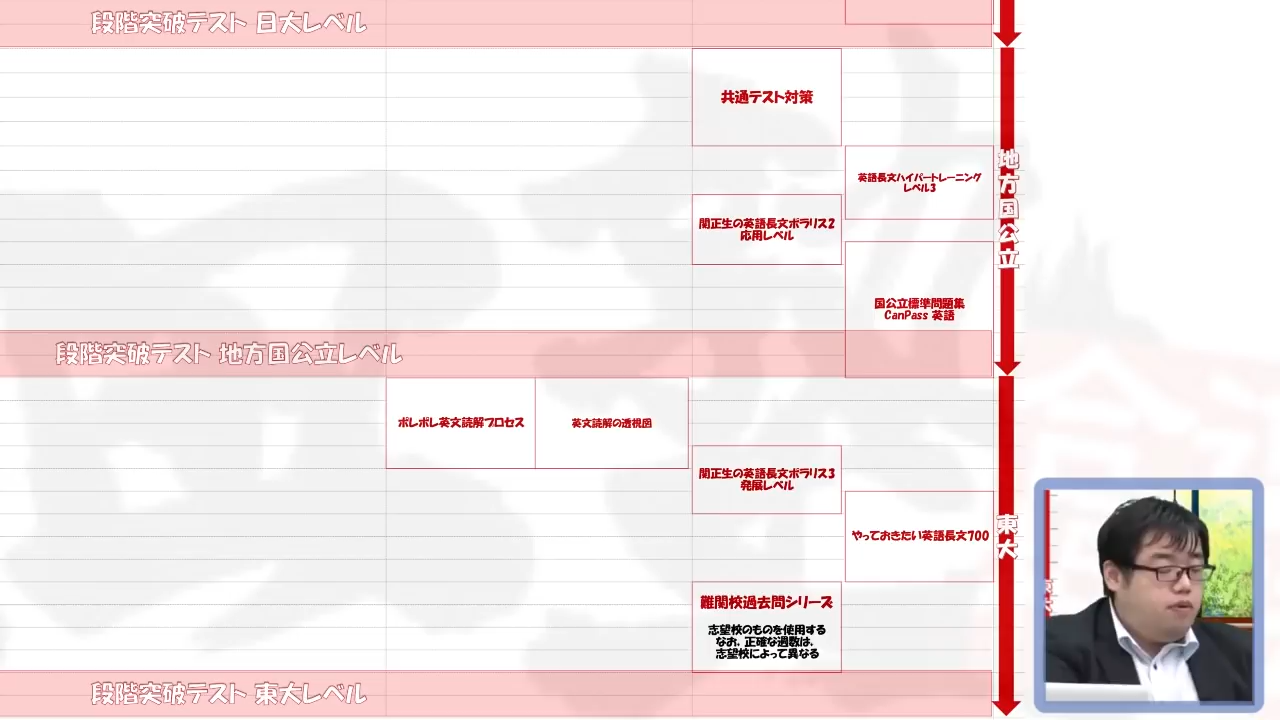 段階突破テスト 日大レベル
共通テスト対策
英語長文ハイパートレーニング
レベル3
関正生の英語長文ポラリス2
応用レベル
地方国公立
国公立標準問題集
CanPass 英語
段階突破テスト 地方国公立レベル
ポレポレ英文読解プロセス
英文読解の透視図
関正生の英語長文ポラリス3
発展レベル
やっておきたい英語長文700
東大
難関校過去問シリーズ
志望校のものを使用する
なお、正確な週数は、
志望校によって異なる
段階突破テスト 東大レベル